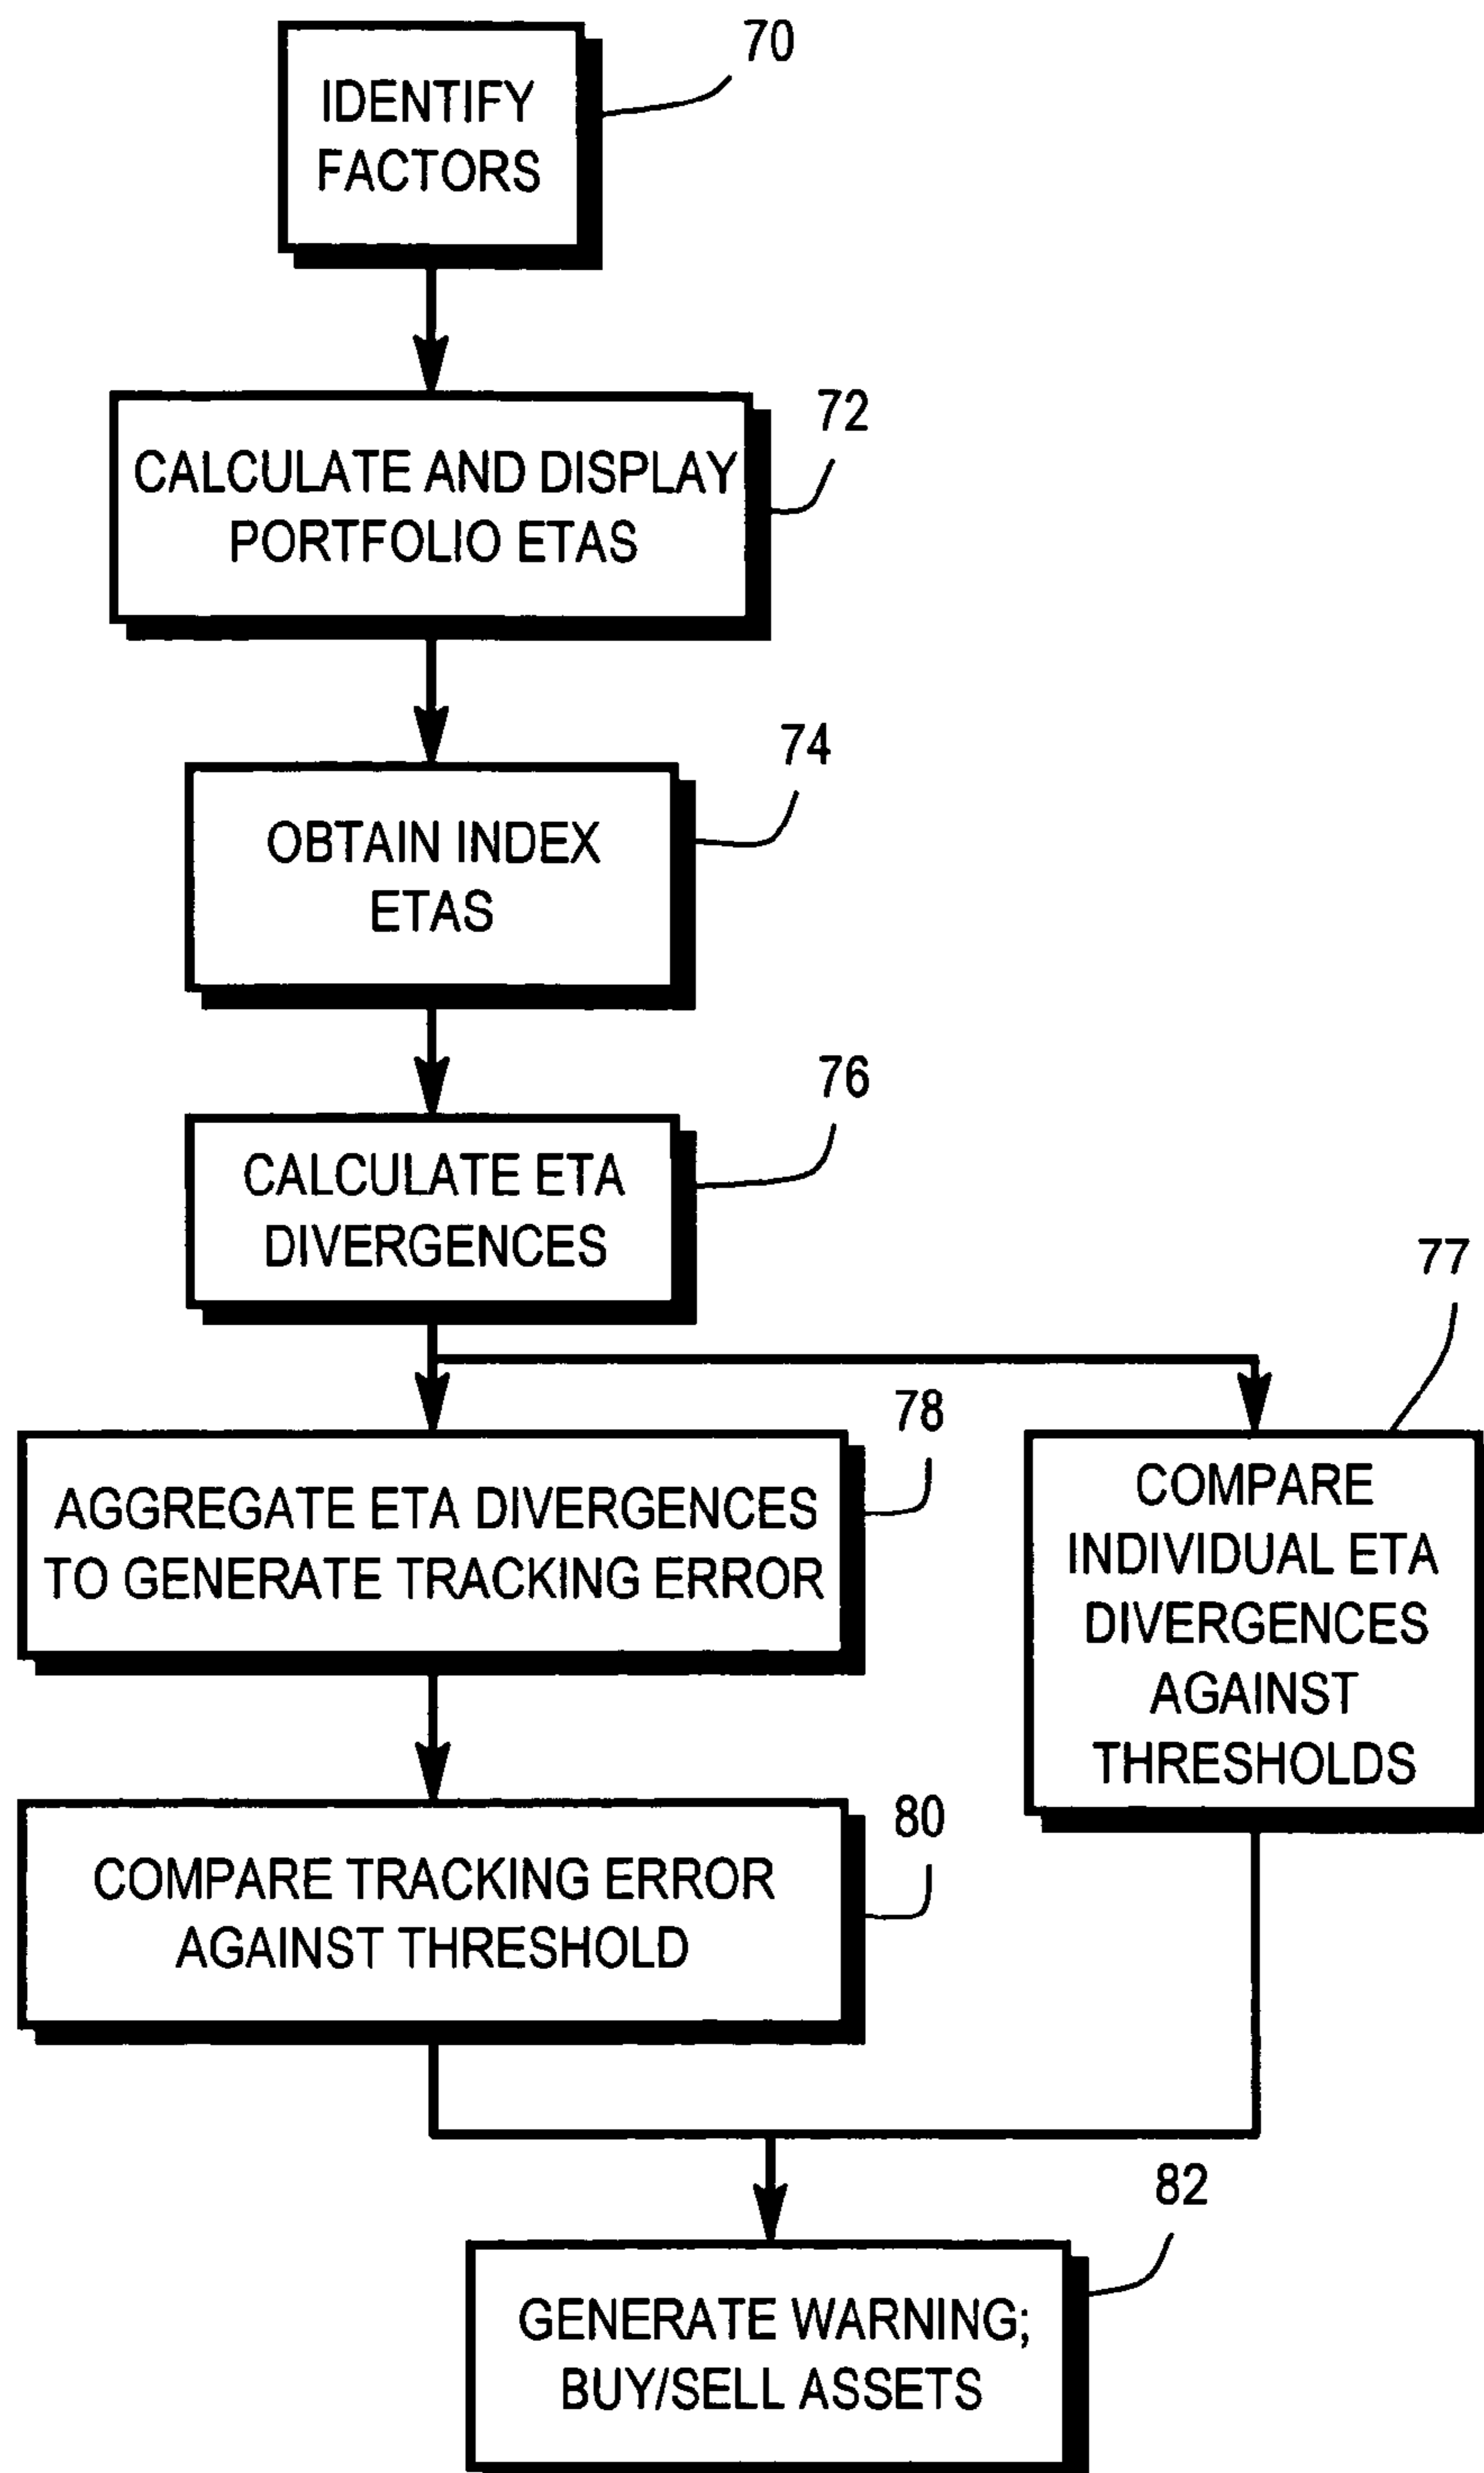 70
IDENTIFY
FACTORS
72
CALCULATE AND DISPLAY
PORTFOLIO ETAS
74
OBTAIN INDEX
ETAS
76
CALCULATE ETA
DIVERGENCES
77
78
AGGREGATE ETA DIVERGENCES
TO GENERATE TRACKING ERROR
COMPARE
INDIVIDUAL ETA
DIVERGENCES
AGAINST
THRESHOLDS
80
COMPARE TRACKING ERROR
AGAINST THRESHOLD
82
GENERATE WARNING;
BUY/SELL ASSETS